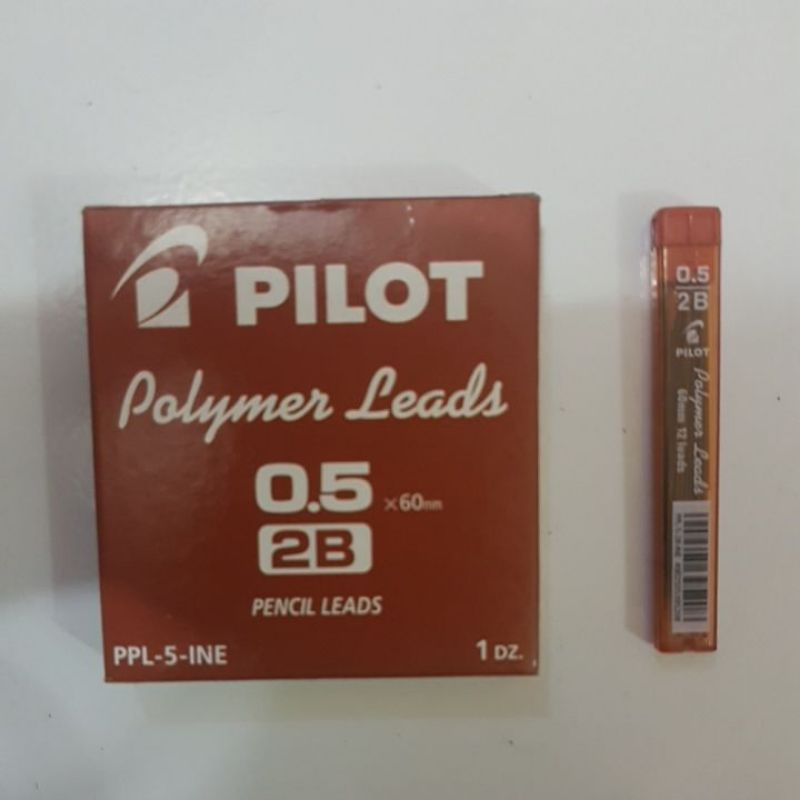 PILOT
Polymer Leads
0.5 ×60mm
2B
PENCIL LEADS
PPL-5-INE
1 DZ.
0.5
2B
PILOT
Polymer Leads
60mm 12 leads